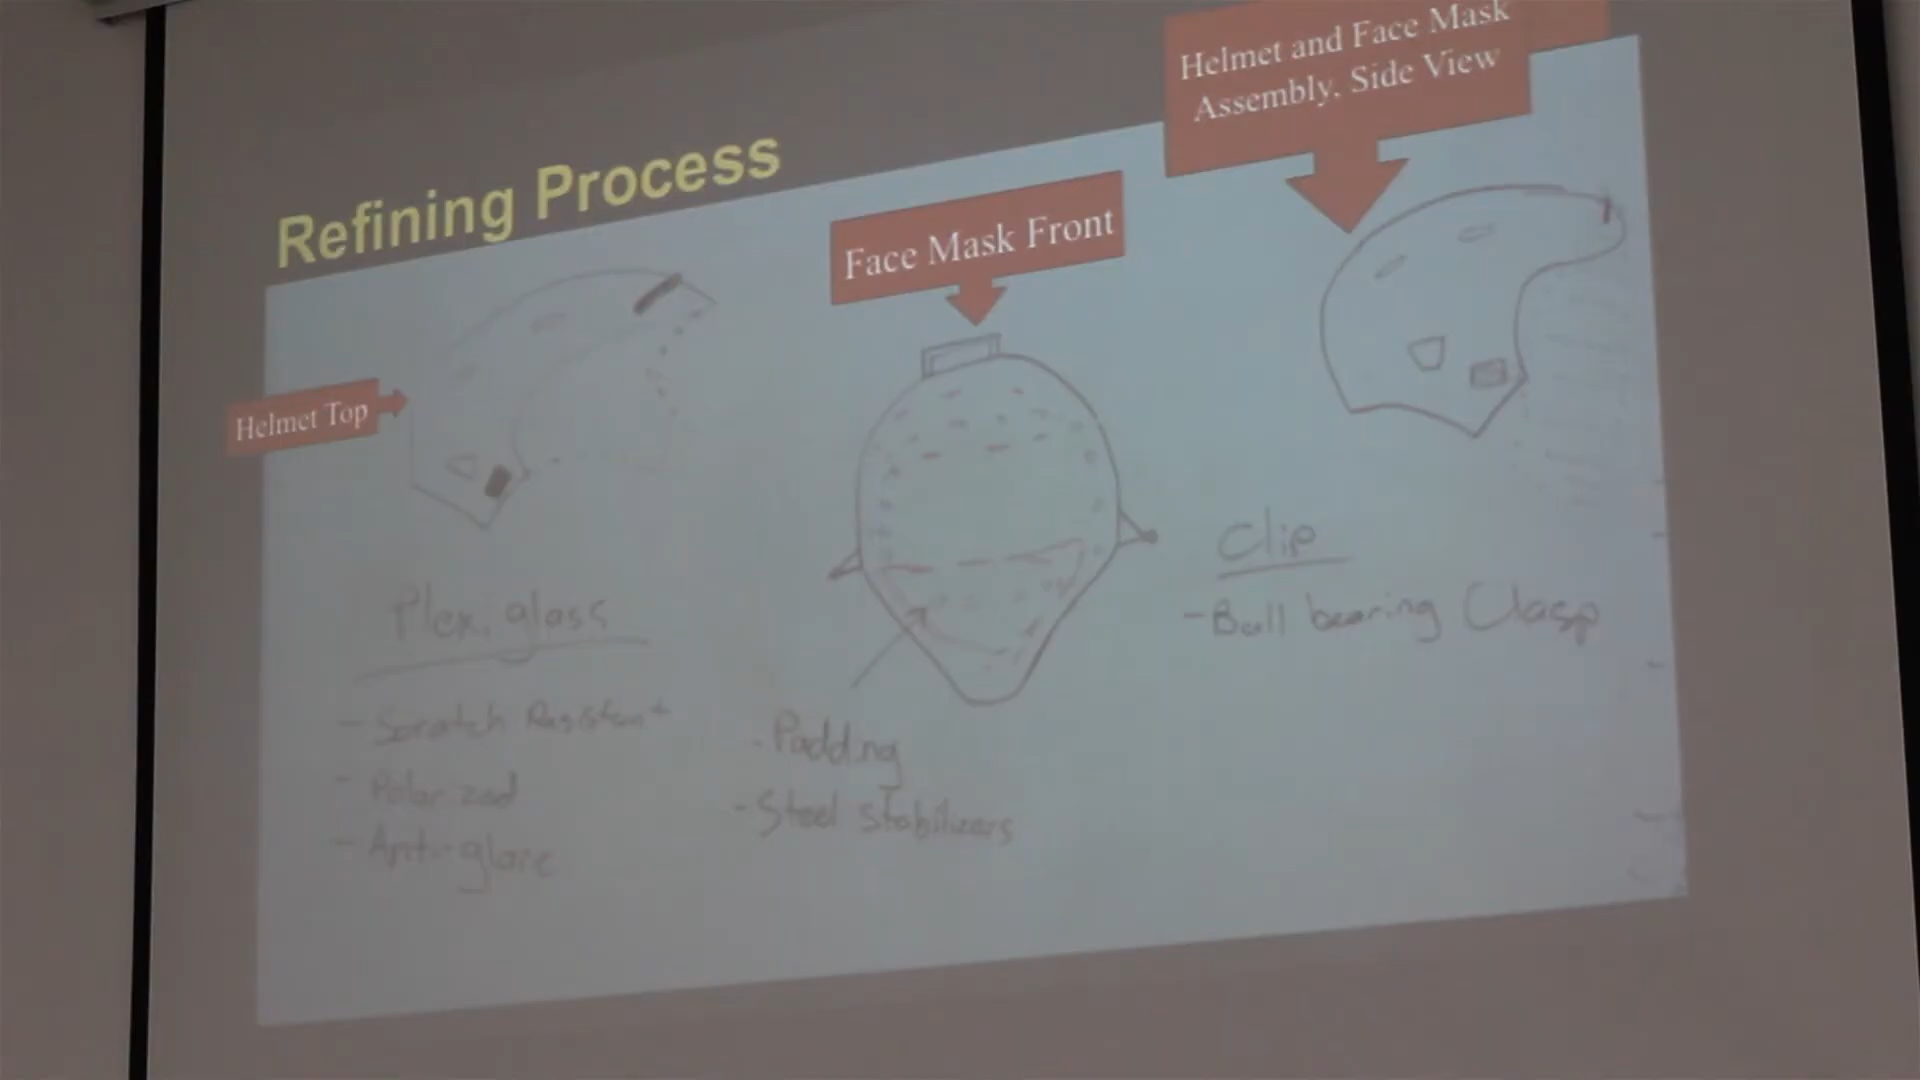 Refining Process
Helmet and Face Mask
Assembly, Side View
Face Mask Front
Helmet Top
Plexiglass
- Scratch Resistant
- Polarized
- Anti-glare
- Padding
- Steel Stabilizers
Clip
- Ball bearing Clasp